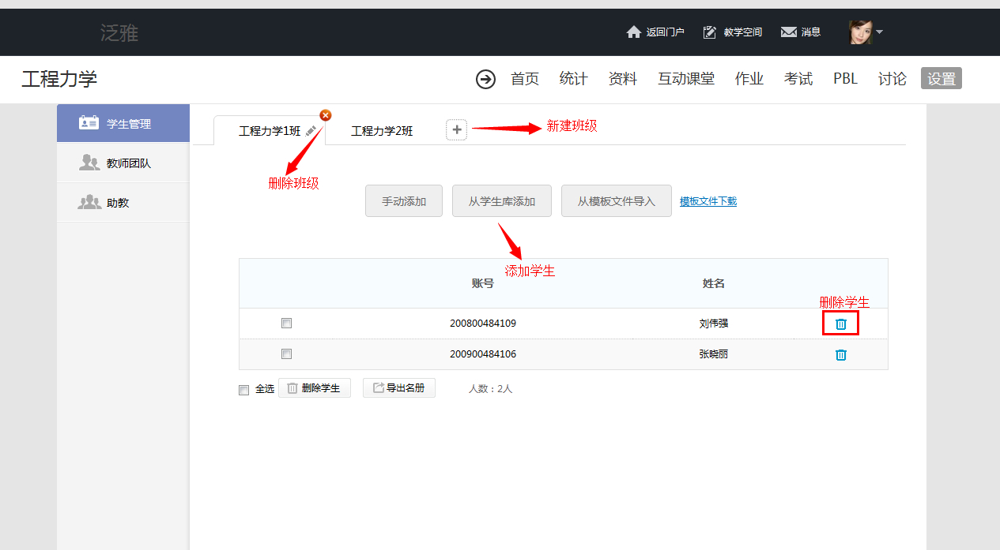 泛雅
返回门户 教学空间 消息
工程力学
首页 统计 资料 互动课堂 作业 考试 PBL 讨论 设置
学生管理
教师团队
助教
工程力学1班 工程力学2班 + 新建班级
删除班级
手动添加 从学生库添加 从模板文件导入 模板文件下载
添加学生
账号 姓名
删除学生
200800484109 刘伟强
200900484106 张晓丽
全选 删除学生 导出名册 人数：2人